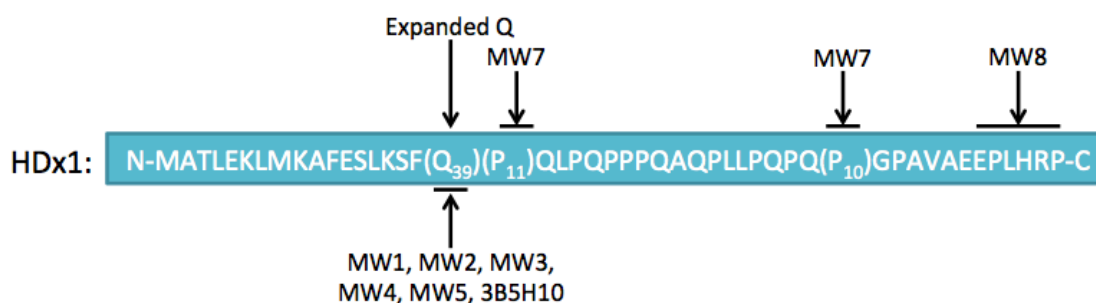 Expanded Q
MW7
MW7
MW8
HDx1: N-MATLEKLMKAFESLKSF(Q₃₉)(P₁₁)QLPQPPPQAQPLLPQPQ(P₁₀)GPAVAEEPLHRP-C
MW1, MW2, MW3,
MW4, MW5, 3B5H10